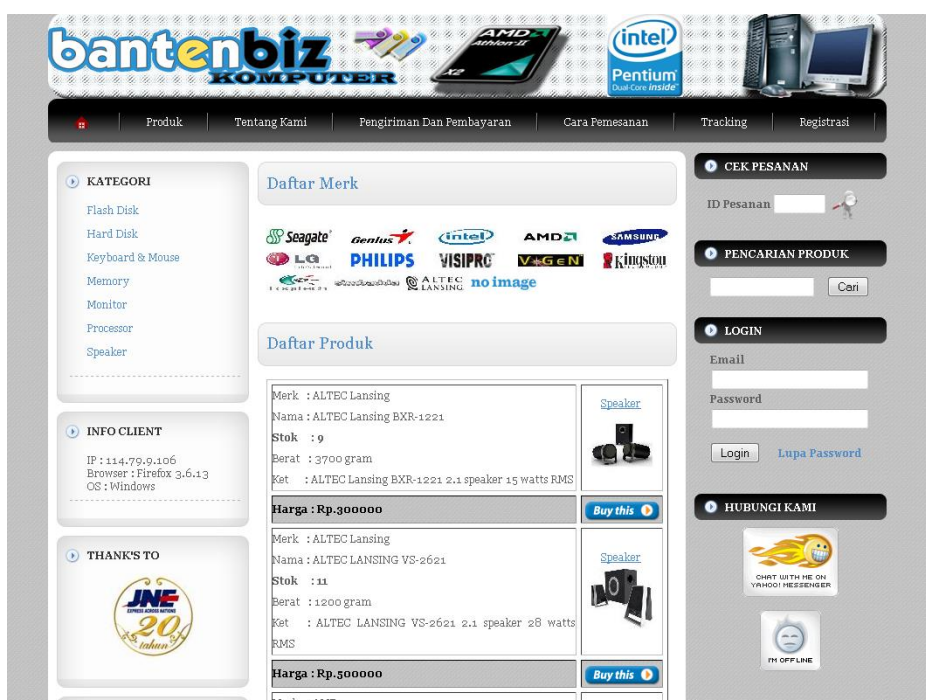 bantenbiz
KOMPUTER
AMD
Athlon II
X2
intel
Pentium
Dual-Core inside
Produk
Tentang Kami
Pengiriman Dan Pembayaran
Cara Pemesanan
Tracking
Registrasi
KATEGORI
Flash Disk
Hard Disk
Keyboard & Mouse
Memory
Monitor
Processor
Speaker
INFO CLIENT
IP : 114.79.9.106
Browser : Firefox 3.6.13
OS : Windows
THANK'S TO
JNE
EXPRESS ACROSS NATIONS
20
tahun
Daftar Merk
Seagate Genius intel AMD SAMSUNG
LG PHILIPS VISIPRO V-GEN Kingston
ALTEC LANSING no image
Daftar Produk
Merk : ALTEC Lansing
Nama : ALTEC Lansing BXR-1221
Stok : 9
Berat : 3700 gram
Ket : ALTEC Lansing BXR-1221 2.1 speaker 15 watts RMS
Speaker
Harga : Rp.300000
Buy this
Merk : ALTEC Lansing
Nama : ALTEC LANSING VS-2621
Stok : 11
Berat : 1200 gram
Ket : ALTEC LANSING VS-2621 2.1 speaker 28 watts
RMS
Speaker
Harga : Rp.500000
Buy this
CEK PESANAN
ID Pesanan
PENCARIAN PRODUK
Cari
LOGIN
Email
Password
Login Lupa Password
HUBUNGI KAMI
CHAT WITH ME ON
YAHOO! MESSENGER
I'M OFFLINE